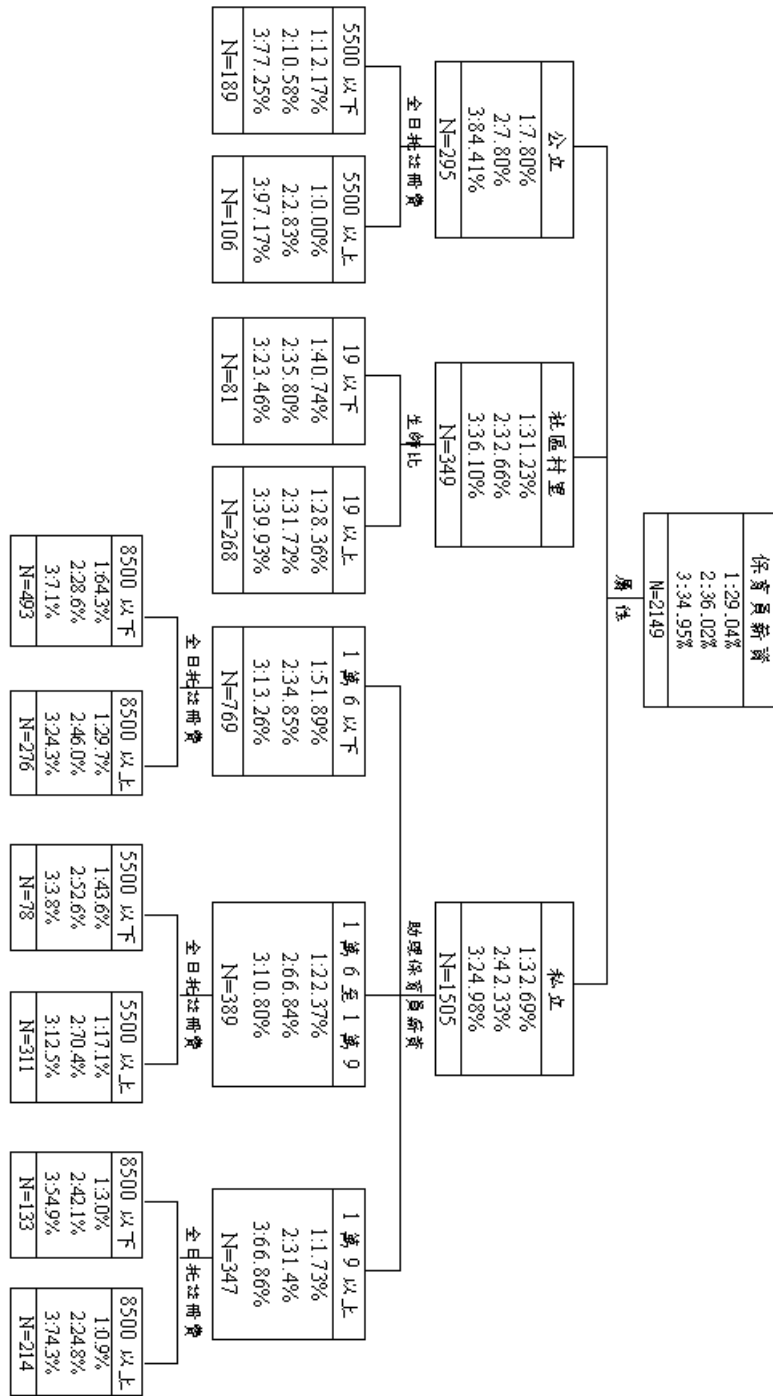 保育員薪資
1:29.04%
2:36.02%
3:34.95%
N=2149
屬性
公立
1:7.80%
2:7.80%
3:84.41%
N=295
社區村里
1:31.23%
2:32.66%
3:36.10%
N=349
私立
1:32.69%
2:42.33%
3:24.98%
N=1505
全日托註冊費
生師比
助理保育員薪資
5500 以下
1:12.17%
2:10.58%
3:77.25%
N=189
5500 以上
1:0.00%
2:2.83%
3:97.17%
N=106
19 以下
1:40.74%
2:35.80%
3:23.46%
N=81
19 以上
1:28.36%
2:31.72%
3:39.93%
N=268
1 萬 6 以下
1:51.89%
2:34.85%
3:13.26%
N=769
1 萬 6 至 1 萬 9
1:22.37%
2:66.84%
3:10.80%
N=389
1 萬 9 以上
1:1.73%
2:31.4%
3:66.86%
N=347
全日托註冊費
全日托註冊費
全日托註冊費
8500 以下
1:64.3%
2:28.6%
3:7.1%
N=493
8500 以上
1:29.7%
2:46.0%
3:24.3%
N=276
5500 以下
1:43.6%
2:52.6%
3:3.8%
N=78
5500 以上
1:17.1%
2:70.4%
3:12.5%
N=311
8500 以下
1:3.0%
2:42.1%
3:54.9%
N=133
8500 以上
1:0.9%
2:24.8%
3:74.3%
N=214